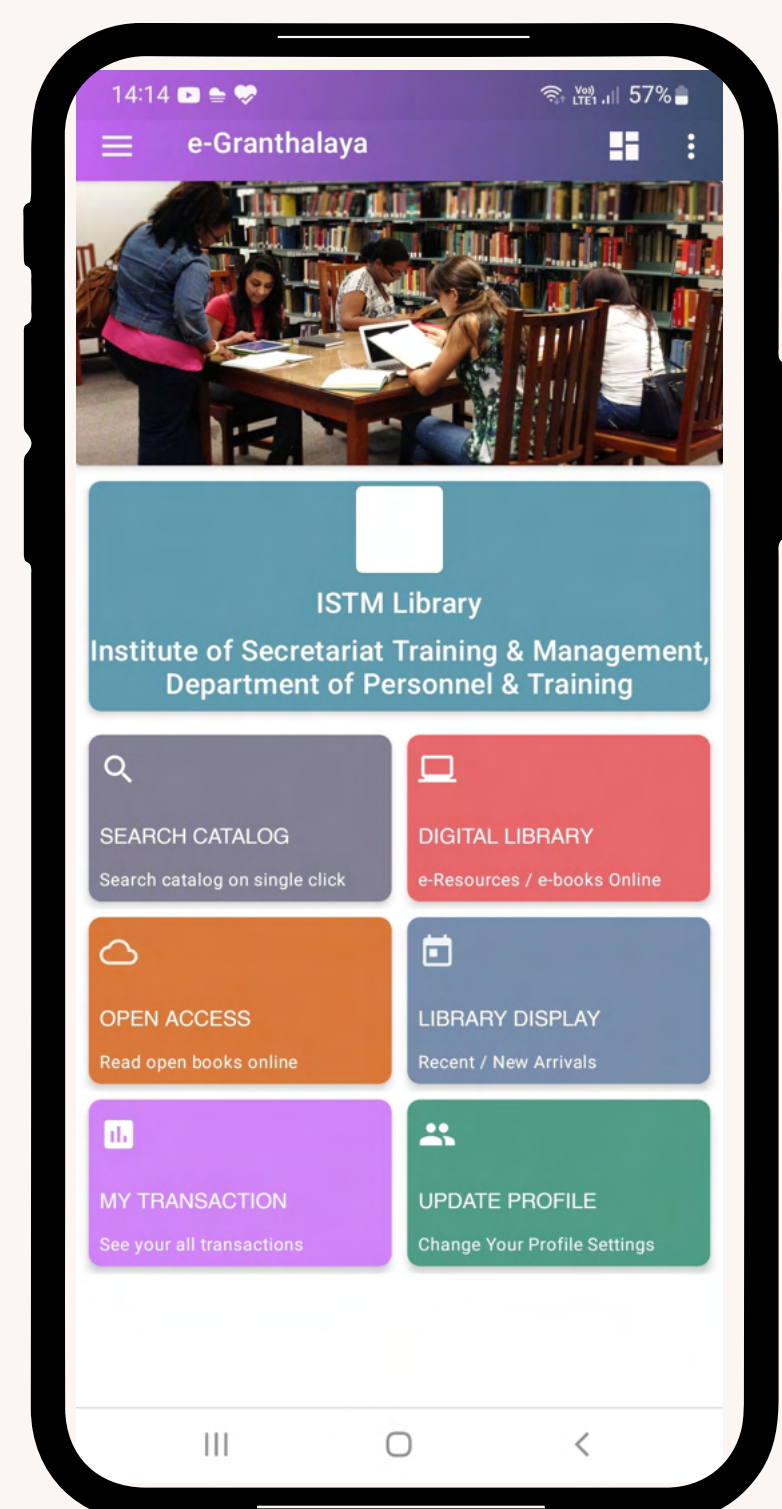 14:14
Vo)) LTE1 57%
e-Granthalaya
ISTM Library
Institute of Secretariat Training & Management,
Department of Personnel & Training
SEARCH CATALOG
Search catalog on single click
DIGITAL LIBRARY
e-Resources / e-books Online
OPEN ACCESS
Read open books online
LIBRARY DISPLAY
Recent / New Arrivals
MY TRANSACTION
See your all transactions
UPDATE PROFILE
Change Your Profile Settings